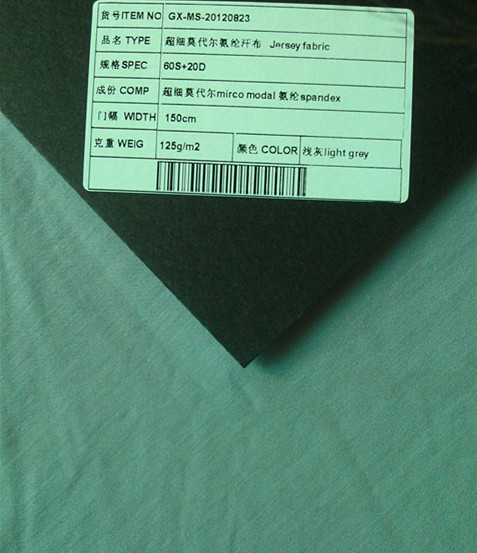 货号ITEM NO GX-MS-20120823
品名 TYPE 超细莫代尔氨纶汗布 Jersey fabric
规格SPEC 60S+20D
成份 COMP 超细莫代尔mirco modal 氨纶spandex
门幅 WIDTH 150cm
克重 WEIG 125g/m2 颜色 COLOR 浅灰light grey